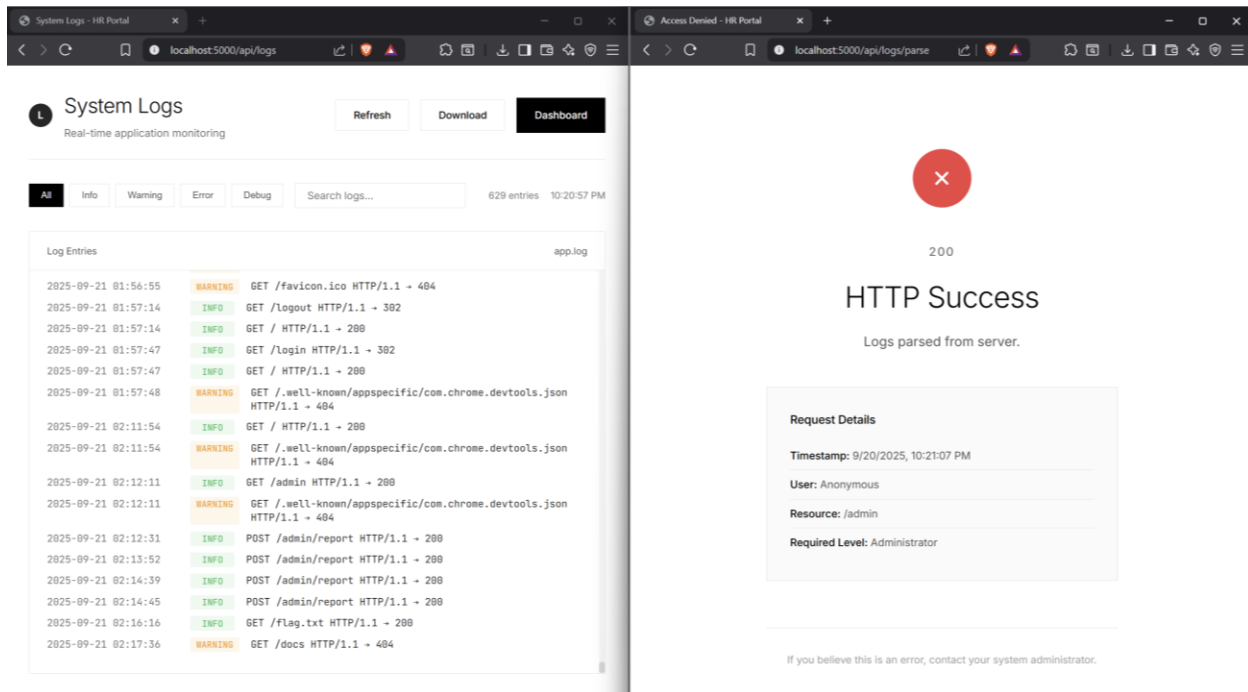 System Logs - HR Portal
localhost:5000/api/logs
L
System Logs
Real-time application monitoring
Refresh
Download
Dashboard
All
Info
Warning
Error
Debug
Search logs...
629 entries
10:20:57 PM
Log Entries
app.log
2025-09-21 01:56:55 WARNING GET /favicon.ico HTTP/1.1 → 404
2025-09-21 01:57:14 INFO GET /logout HTTP/1.1 → 302
2025-09-21 01:57:14 INFO GET / HTTP/1.1 → 200
2025-09-21 01:57:47 INFO GET /login HTTP/1.1 → 302
2025-09-21 01:57:47 INFO GET / HTTP/1.1 → 200
2025-09-21 01:57:48 WARNING GET /.well-known/appspecific/com.chrome.devtools.json
HTTP/1.1 → 404
2025-09-21 02:11:54 INFO GET / HTTP/1.1 → 200
2025-09-21 02:11:54 WARNING GET /.well-known/appspecific/com.chrome.devtools.json
HTTP/1.1 → 404
2025-09-21 02:12:11 INFO GET /admin HTTP/1.1 → 200
2025-09-21 02:12:11 WARNING GET /.well-known/appspecific/com.chrome.devtools.json
HTTP/1.1 → 404
2025-09-21 02:12:31 INFO POST /admin/report HTTP/1.1 → 200
2025-09-21 02:13:52 INFO POST /admin/report HTTP/1.1 → 200
2025-09-21 02:14:39 INFO POST /admin/report HTTP/1.1 → 200
2025-09-21 02:14:45 INFO POST /admin/report HTTP/1.1 → 200
2025-09-21 02:16:16 INFO GET /flag.txt HTTP/1.1 → 200
2025-09-21 02:17:36 WARNING GET /docs HTTP/1.1 → 404
Access Denied - HR Portal
localhost:5000/api/logs/parse
200
HTTP Success
Logs parsed from server.
Request Details
Timestamp: 9/20/2025, 10:21:07 PM
User: Anonymous
Resource: /admin
Required Level: Administrator
If you believe this is an error, contact your system administrator.